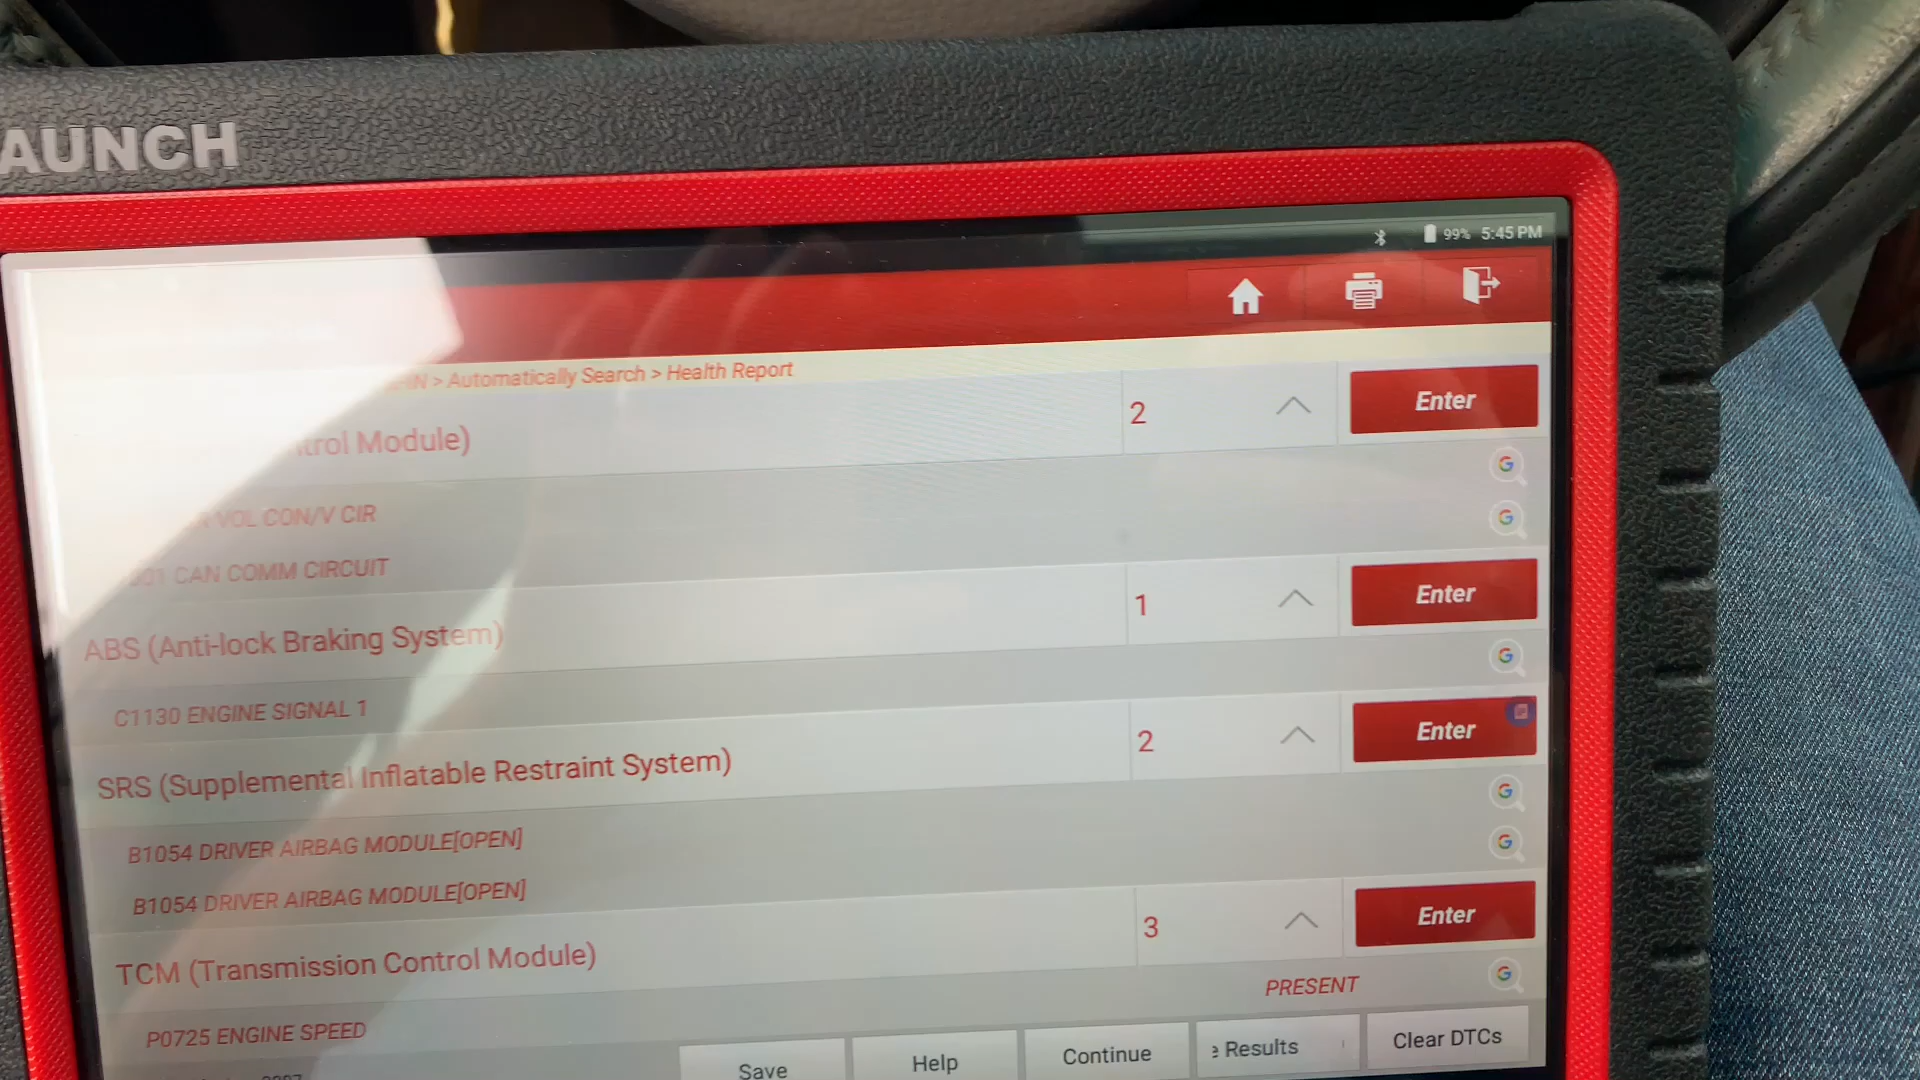 AUNCH
99% 5:45 PM
> Automatically Search > Health Report
trol Module)
2
Enter
VOL CON/V CIR
CAN COMM CIRCUIT
ABS (Anti-lock Braking System)
1
Enter
C1130 ENGINE SIGNAL 1
SRS (Supplemental Inflatable Restraint System)
2
Enter
B1054 DRIVER AIRBAG MODULE[OPEN]
B1054 DRIVER AIRBAG MODULE[OPEN]
TCM (Transmission Control Module)
3
Enter
P0725 ENGINE SPEED
PRESENT
Save
Help
Continue
e Results
Clear DTCs